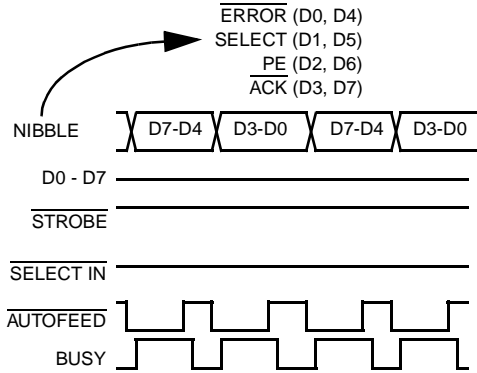 ERROR (D0, D4)
SELECT (D1, D5)
PE (D2, D6)
ACK (D3, D7)
NIBBLE D7-D4 D3-D0 D7-D4 D3-D0
D0 - D7
STROBE
SELECT IN
AUTOFEED
BUSY